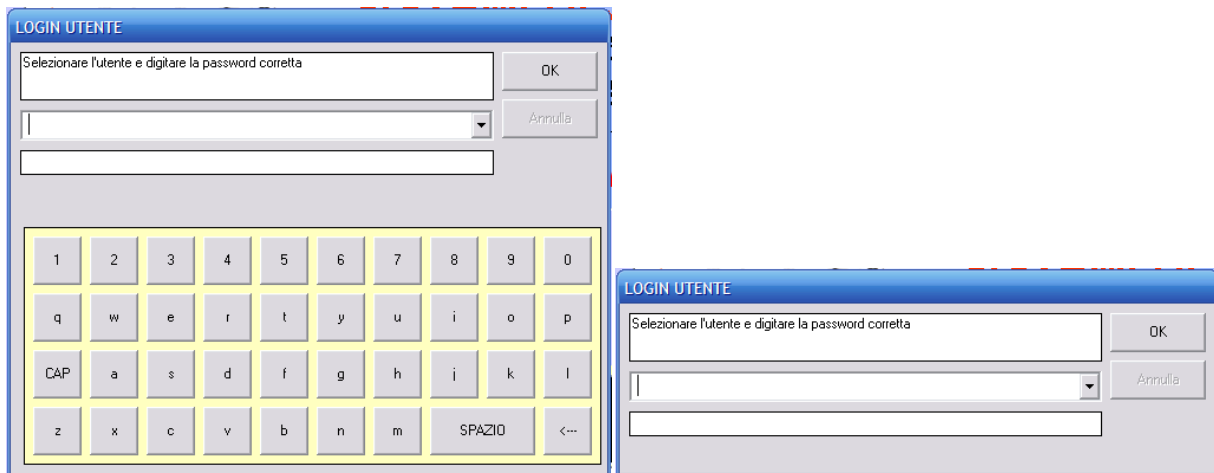 LOGIN UTENTE
Selezionare l'utente e digitare la password corretta
OK
Annulla
1 2 3 4 5 6 7 8 9 0
q w e r t y u i o p
CAP a s d f g h j k l
z x c v b n m SPAZIO <---
LOGIN UTENTE
Selezionare l'utente e digitare la password corretta
OK
Annulla